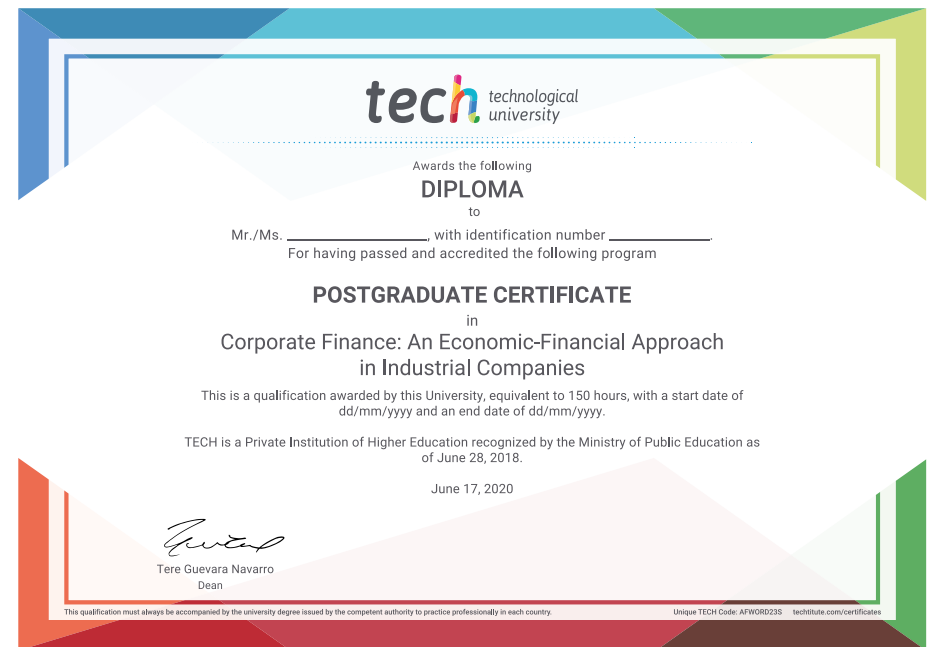 tech technological
university
Awards the following
DIPLOMA
to
Mr./Ms. ____________________, with identification number ______________.
For having passed and accredited the following program
POSTGRADUATE CERTIFICATE
in
Corporate Finance: An Economic-Financial Approach
in Industrial Companies
This is a qualification awarded by this University, equivalent to 150 hours, with a start date of
dd/mm/yyyy and an end date of dd/mm/yyyy.
TECH is a Private Institution of Higher Education recognized by the Ministry of Public Education as
of June 28, 2018.
June 17, 2020
Tere Guevara Navarro
Dean
This qualification must always be accompanied by the university degree issued by the competent authority to practice professionally in each country. Unique TECH Code: AFWORD23S techtitute.com/certificates